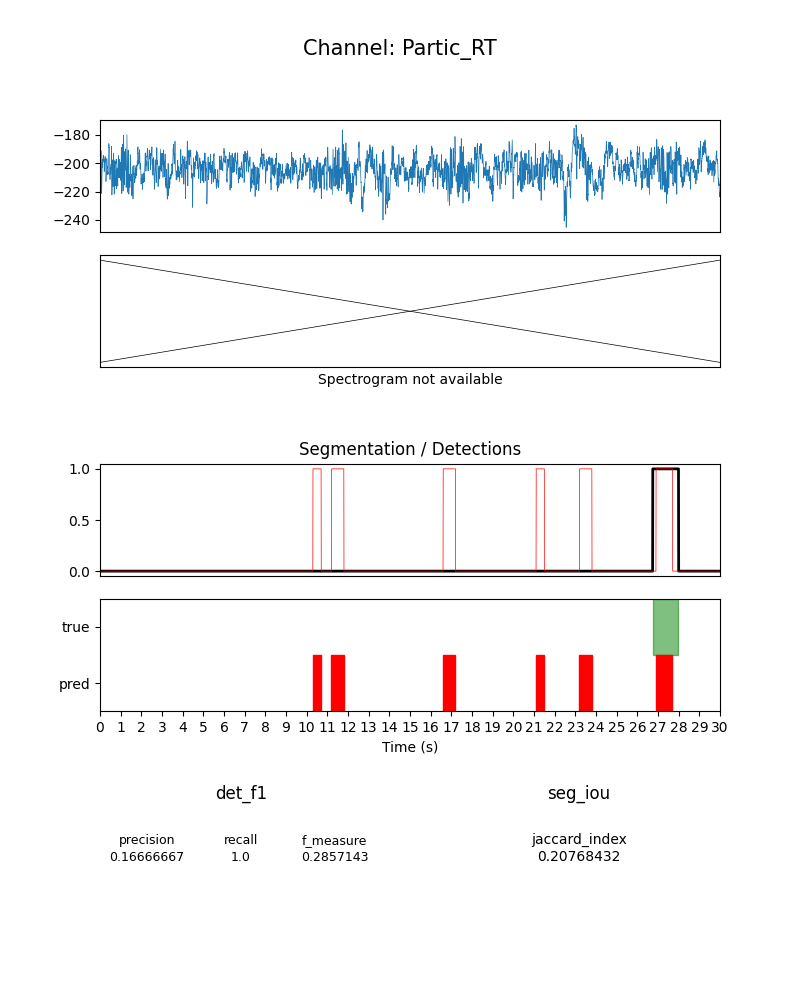 Channel: Partic_RT
−180
−200
−220
−240
Spectrogram not available
Segmentation / Detections
1.0
0.5
0.0
true
pred
0 1 2 3 4 5 6 7 8 9 10 11 12 13 14 15 16 17 18 19 20 21 22 23 24 25 26 27 28 29 30
Time (s)
det_f1 seg_iou
precision recall f_measure jaccard_index
0.16666667 1.0 0.2857143 0.20768432